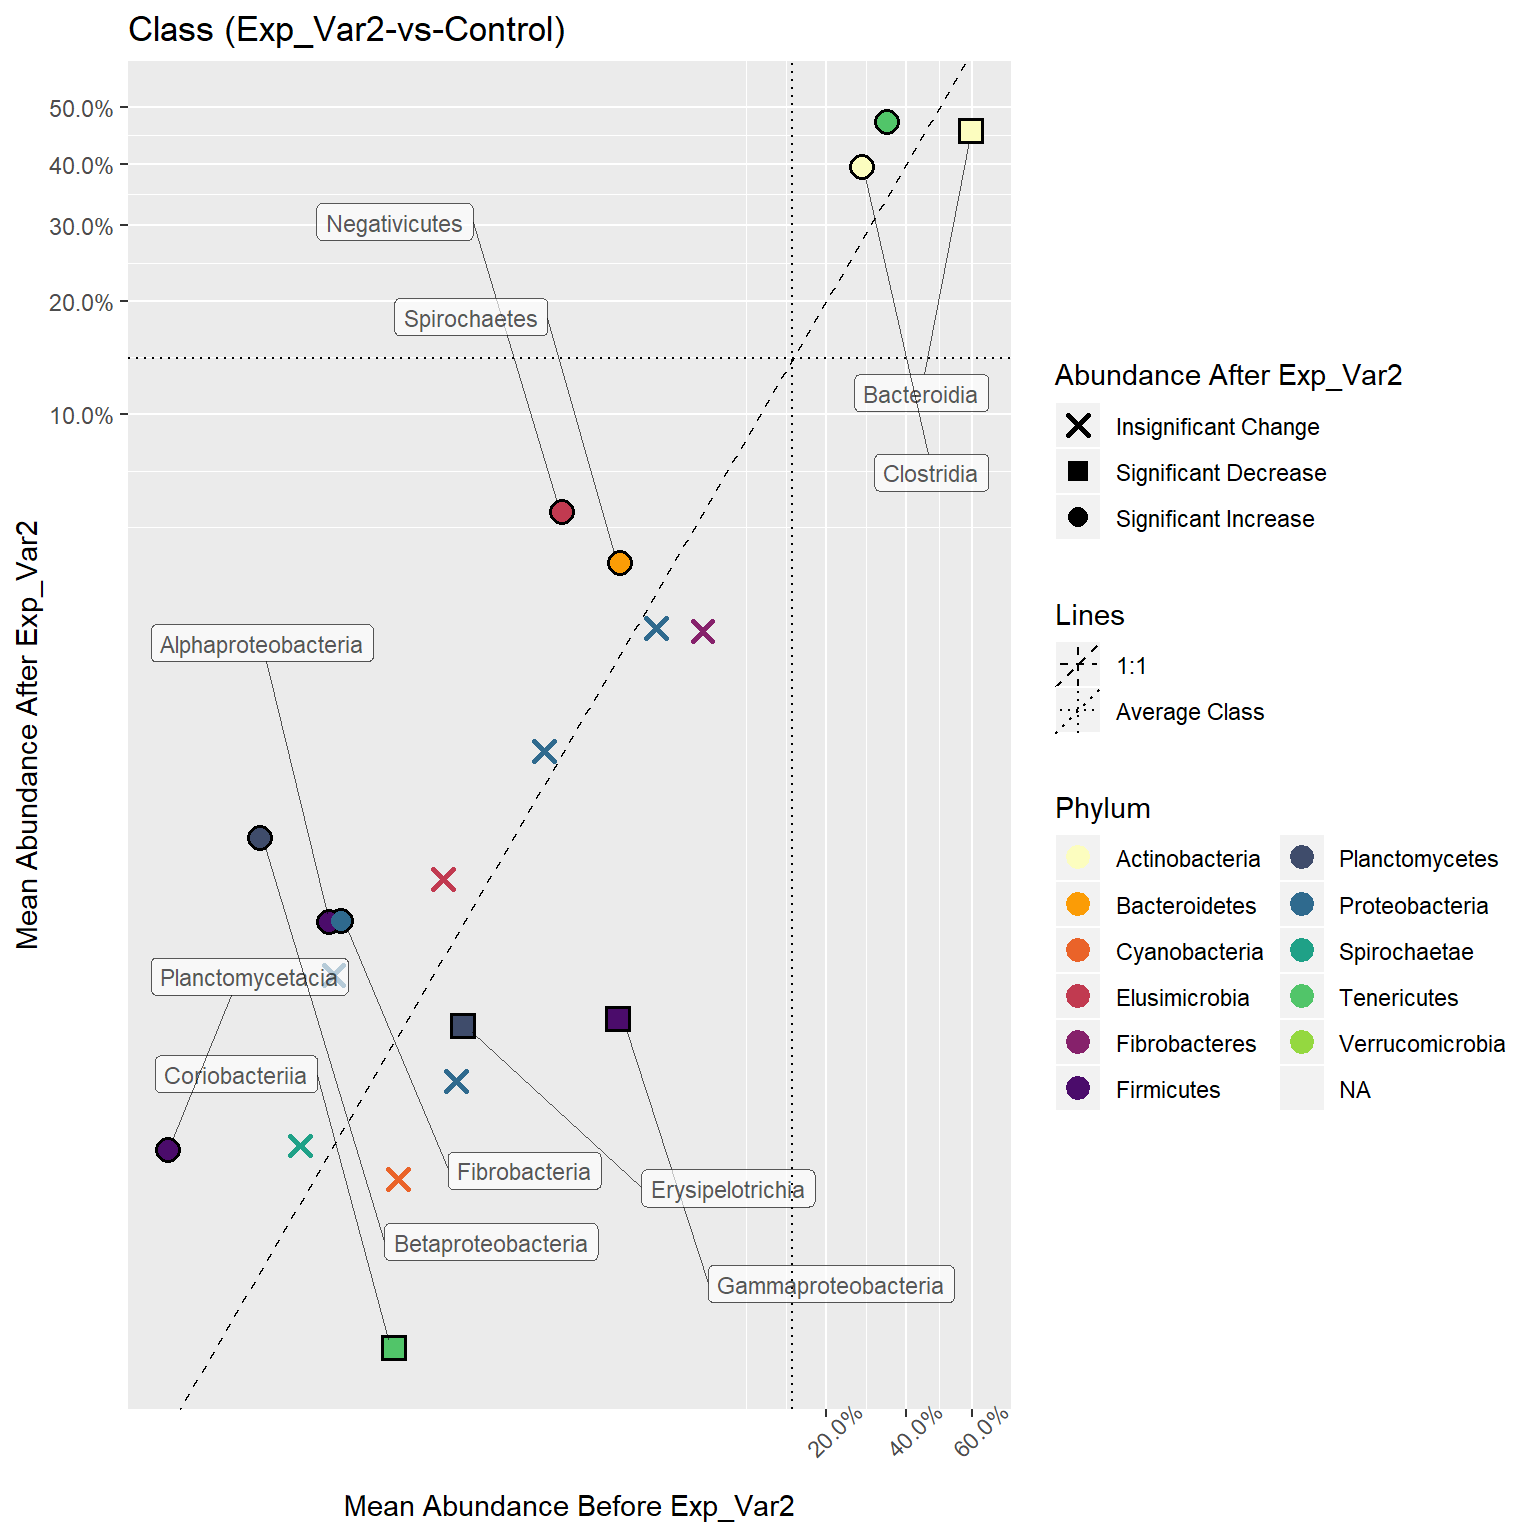 Class (Exp_Var2-vs-Control)
50.0%
40.0%
30.0%
20.0%
10.0%
Mean Abundance After Exp_Var2
Negativicutes
Spirochaetes
Bacteroidia
Clostridia
Alphaproteobacteria
Planctomycetacia
Coriobacteriia
Fibrobacteria
Erysipelotrichia
Betaproteobacteria
Gammaproteobacteria
20.0%
40.0%
60.0%
Mean Abundance Before Exp_Var2
Abundance After Exp_Var2
Insignificant Change
Significant Decrease
Significant Increase
Lines
1:1
Average Class
Phylum
Actinobacteria
Bacteroidetes
Cyanobacteria
Elusimicrobia
Fibrobacteres
Firmicutes
Planctomycetes
Proteobacteria
Spirochaetae
Tenericutes
Verrucomicrobia
NA